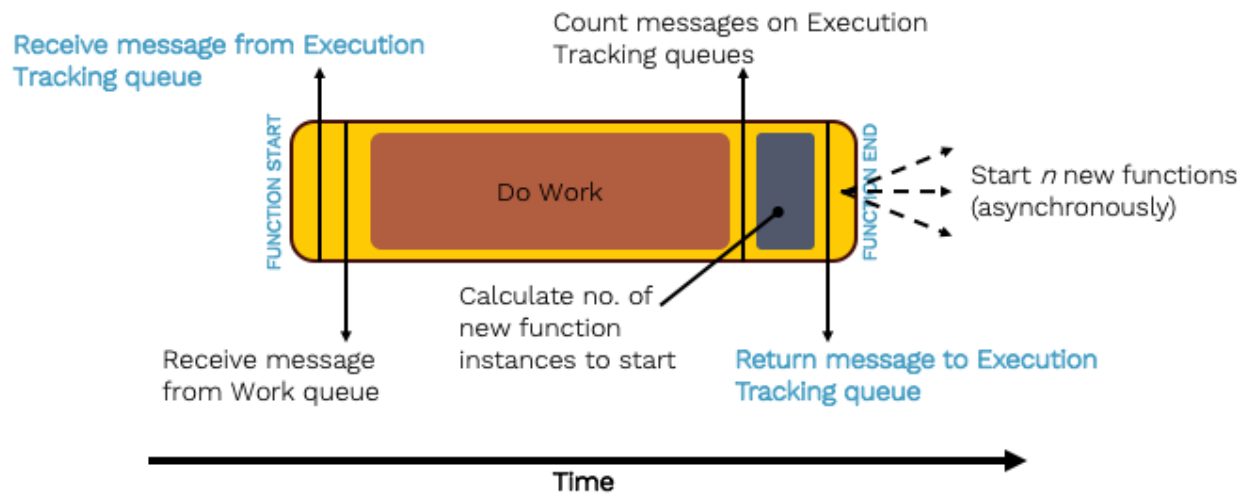 Receive message from Execution
Tracking queue
Count messages on Execution
Tracking queues
FUNCTION START
Do Work
FUNCTION END
Start n new functions
(asynchronously)
Calculate no. of
new function
instances to start
Receive message
from Work queue
Return message to Execution
Tracking queue
Time